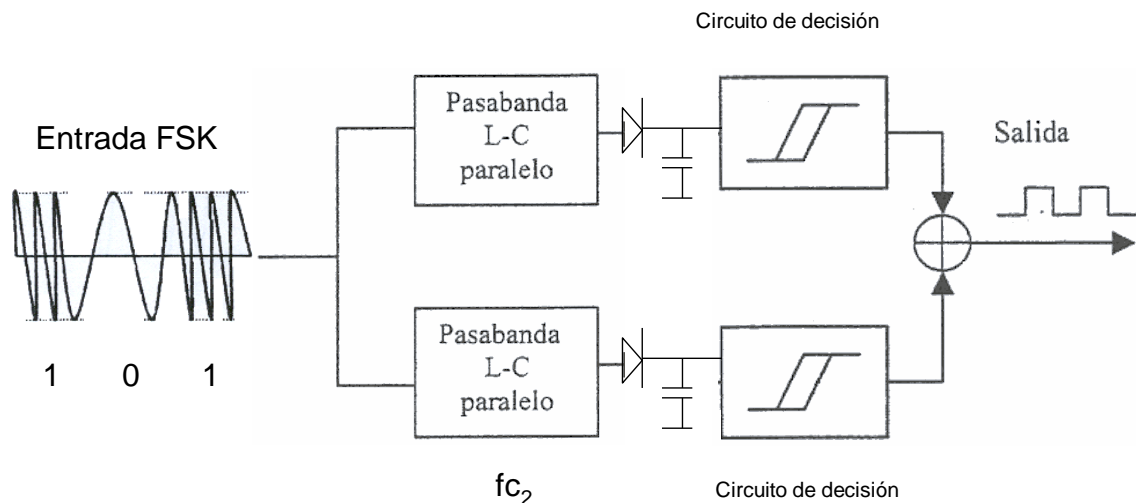 Circuito de decisión
Entrada FSK
Pasabanda
L-C
paralelo
Salida
1 0 1
Pasabanda
L-C
paralelo
fc₂
Circuito de decisión